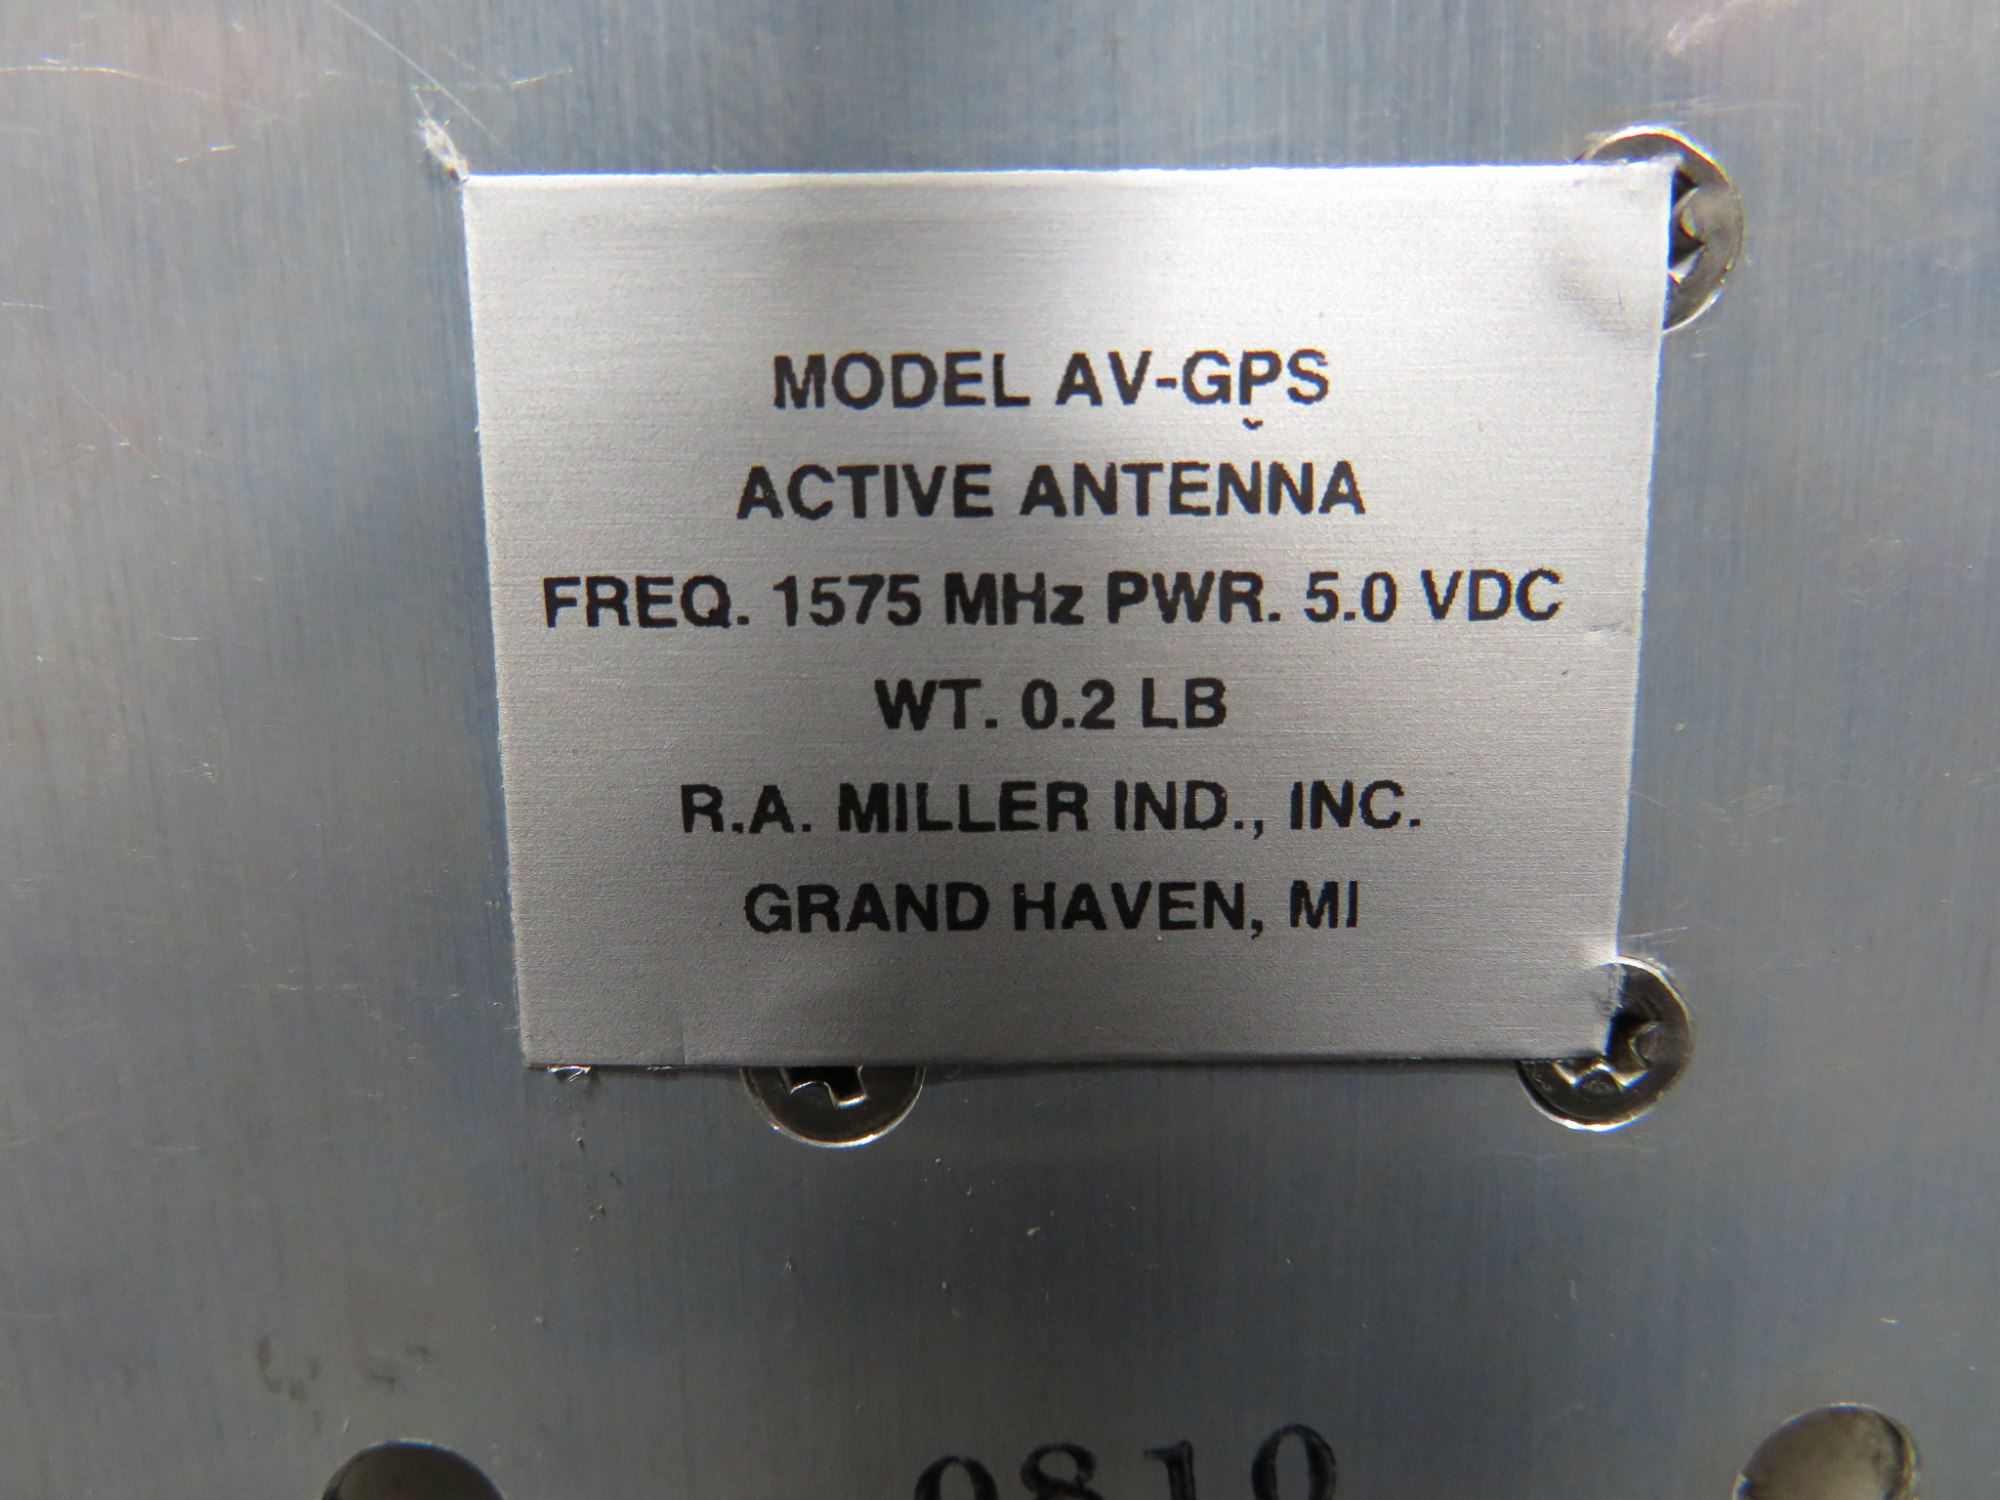 MODEL AV-GPS
ACTIVE ANTENNA
FREQ. 1575 MHz PWR. 5.0 VDC
WT. 0.2 LB
R.A. MILLER IND., INC.
GRAND HAVEN, MI
0810